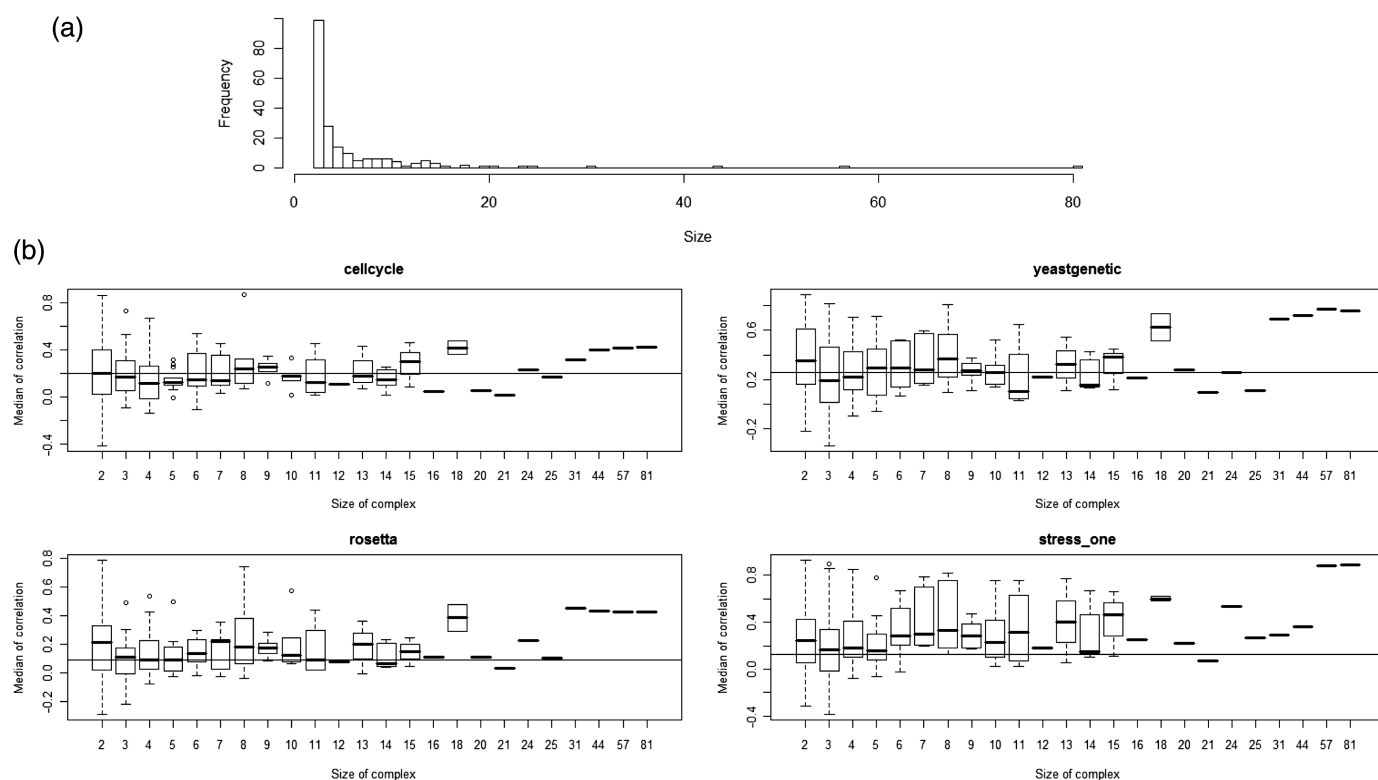 (a)
Frequency
0 20 40 60 80
0 20 40 60 80
Size
(b)
cellcycle
Median of correlation
-0.4 0.0 0.4 0.8
2 3 4 5 6 7 8 9 10 11 12 13 14 15 16 18 20 21 24 25 31 44 57 81
Size of complex
yeastgenetic
Median of correlation
-0.2 0.2 0.6
2 3 4 5 6 7 8 9 10 11 12 13 14 15 16 18 20 21 24 25 31 44 57 81
Size of complex
rosetta
Median of correlation
-0.2 0.0 0.2 0.4 0.6 0.8
2 3 4 5 6 7 8 9 10 11 12 13 14 15 16 18 20 21 24 25 31 44 57 81
Size of complex
stress_one
Median of correlation
-0.4 0.0 0.4 0.8
2 3 4 5 6 7 8 9 10 11 12 13 14 15 16 18 20 21 24 25 31 44 57 81
Size of complex